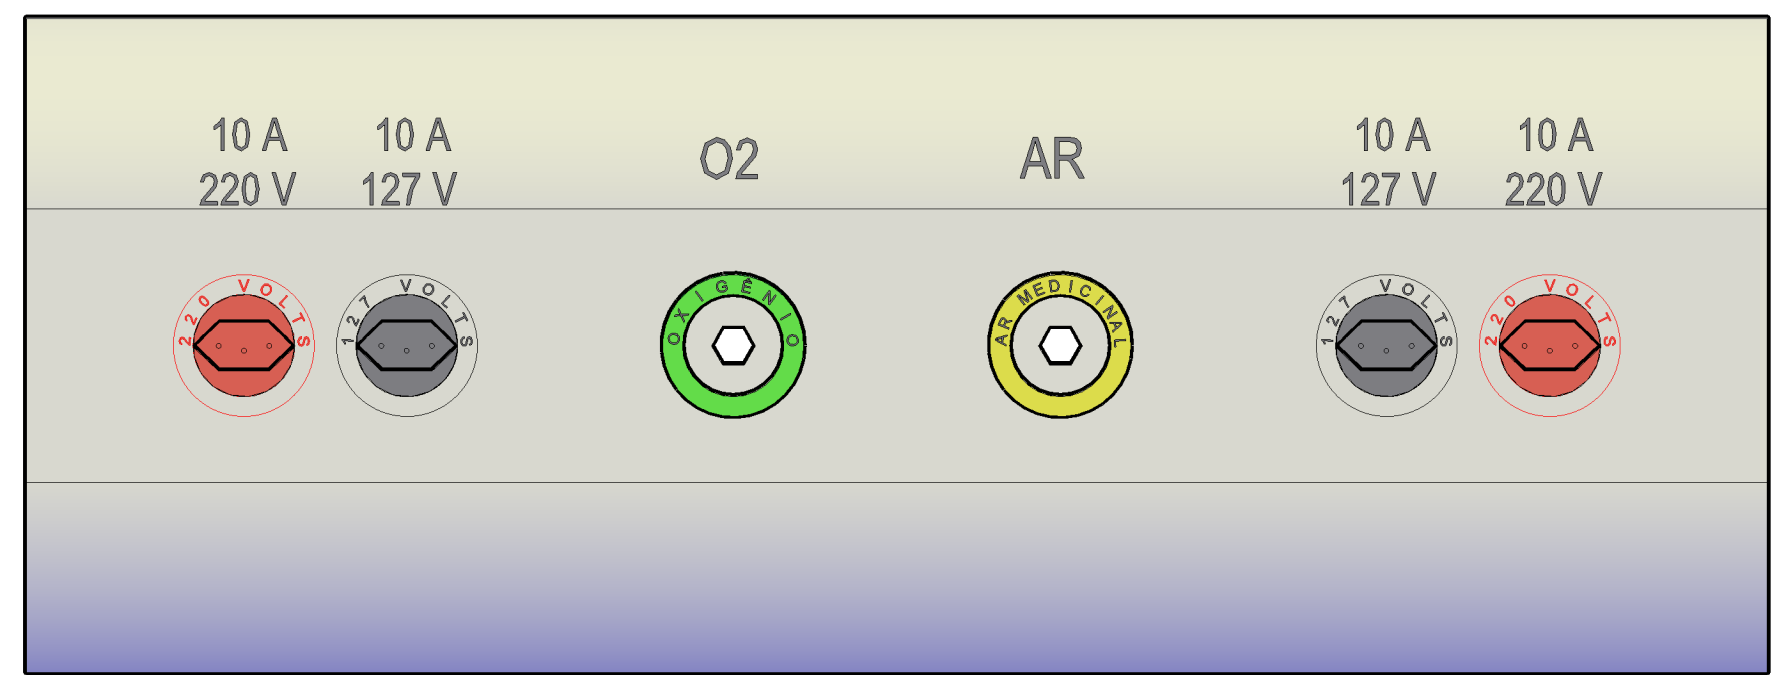 10 A 10 A O2 AR 10 A 10 A
220 V 127 V 127 V 220 V
220 VOLTS 127 VOLTS OXIGÊNIO AR MEDICINAL 127 VOLTS 220 VOLTS